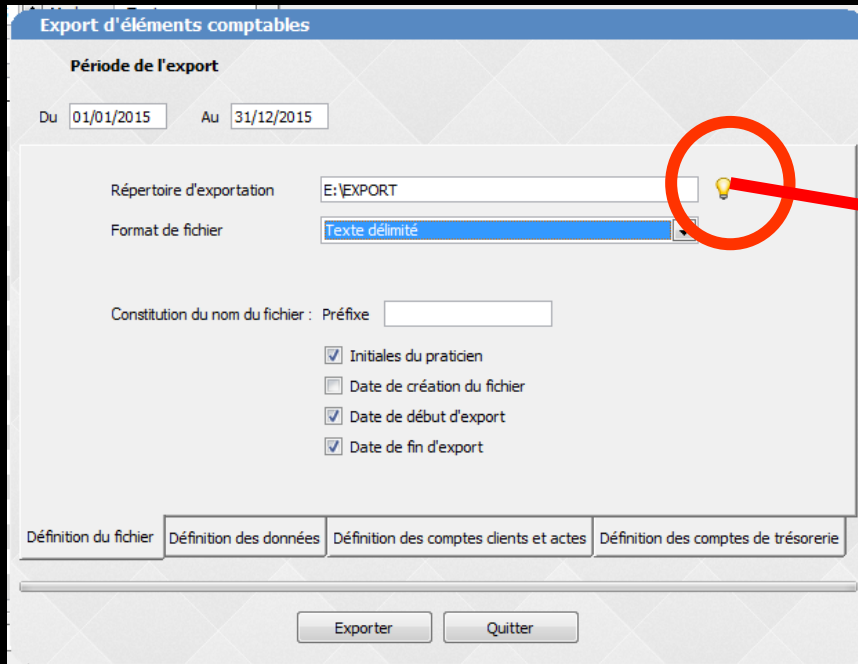 Export d'éléments comptables
Période de l'export
Du 01/01/2015 Au 31/12/2015
Répertoire d'exportation E:\EXPORT
Format de fichier Texte délimité
Constitution du nom du fichier : Préfixe
Initiales du praticien
Date de création du fichier
Date de début d'export
Date de fin d'export
Définition du fichier Définition des données Définition des comptes clients et actes Définition des comptes de trésorerie
Exporter Quitter